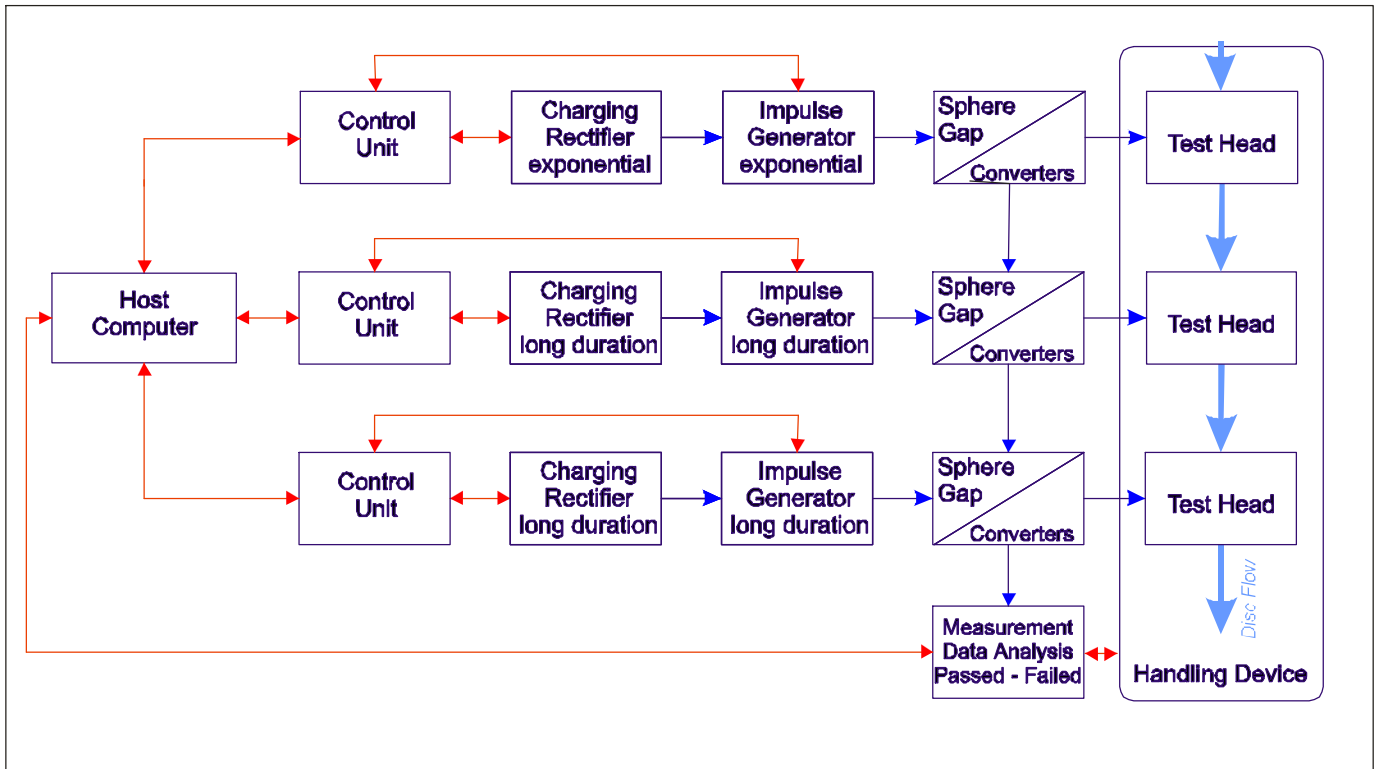 Control
Unit
Charging
Rectifier
exponential
Impulse
Generator
exponential
Sphere
Gap
Converters
Test Head
Host
Computer
Control
Unit
Charging
Rectifier
long duration
Impulse
Generator
long duration
Sphere
Gap
Converters
Test Head
Control
Unit
Charging
Rectifier
long duration
Impulse
Generator
long duration
Sphere
Gap
Converters
Test Head
Disc Flow
Measurement
Data Analysis
Passed - Failed
Handling Device